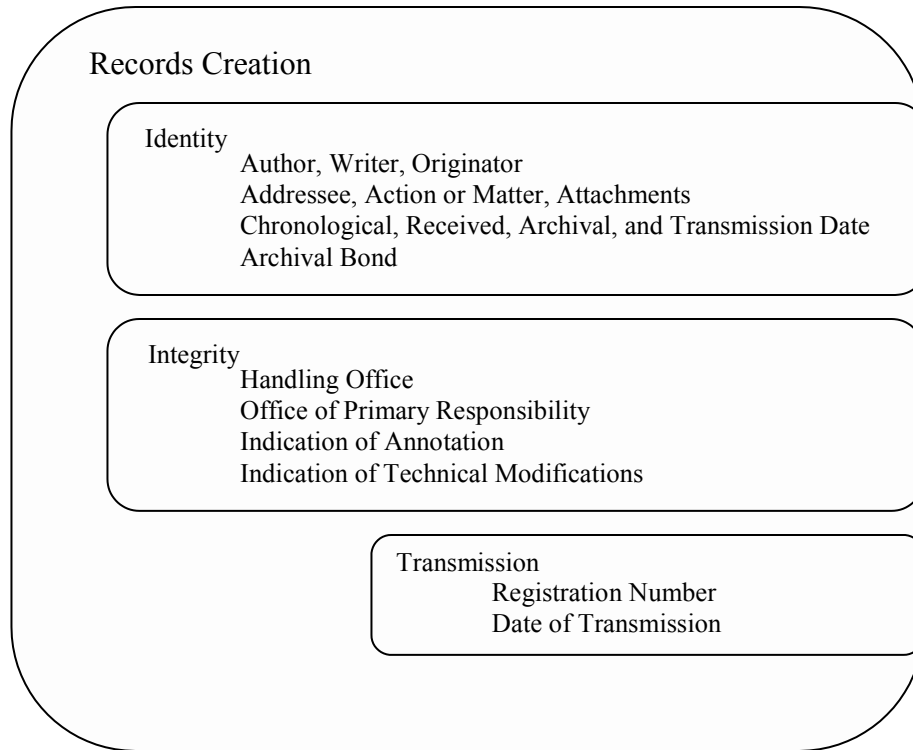 Records Creation
Identity
Author, Writer, Originator
Addressee, Action or Matter, Attachments
Chronological, Received, Archival, and Transmission Date
Archival Bond
Integrity
Handling Office
Office of Primary Responsibility
Indication of Annotation
Indication of Technical Modifications
Transmission
Registration Number
Date of Transmission